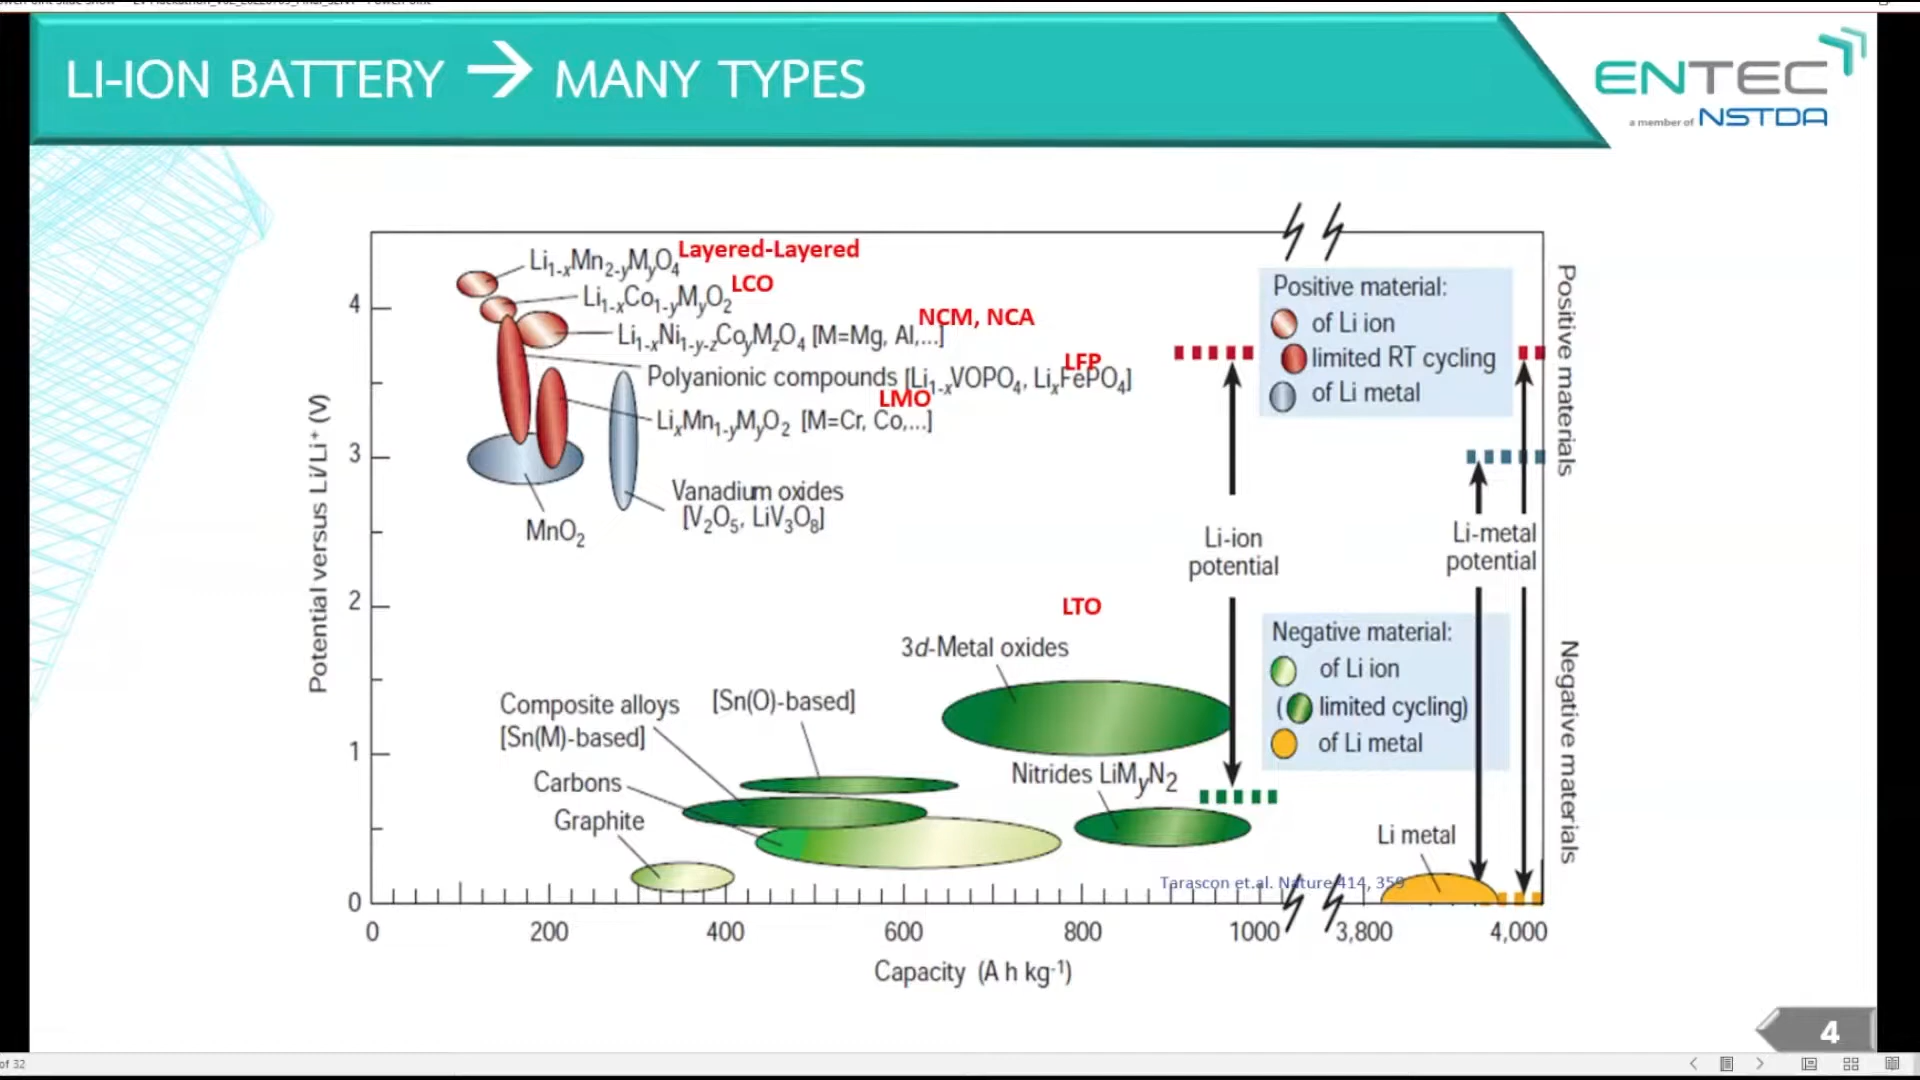 LI-ION BATTERY → MANY TYPES
ENTEC
a member of NSTDA
Li1-xMn2-yMyO4 Layered-Layered
LCO
Li1-xCo1-yMyO2
NCM, NCA
Li1-xNi1-y-zCoyMzO4 [M=Mg, Al,...]
LFP
Polyanionic compounds [Li1-xVOPO4, LixFePO4]
LMO
LixMn1-yMyO2 [M=Cr, Co,...]
Vanadium oxides
[V2O5, LiV3O8]
MnO2
Positive material:
of Li ion
limited RT cycling
of Li metal
Positive materials
Li-ion
potential
Li-metal
potential
LTO
3d-Metal oxides
Composite alloys
[Sn(M)-based]
[Sn(O)-based]
Carbons
Graphite
Nitrides LiMyN2
Negative material:
of Li ion
( limited cycling)
of Li metal
Negative materials
Li metal
Tarascon et.al. Nature 414, 359
Potential versus Li/Li+ (V)
4
3
2
1
0
0 200 400 600 800 1000 3,800 4,000
Capacity (A h kg-1)
4
of 32